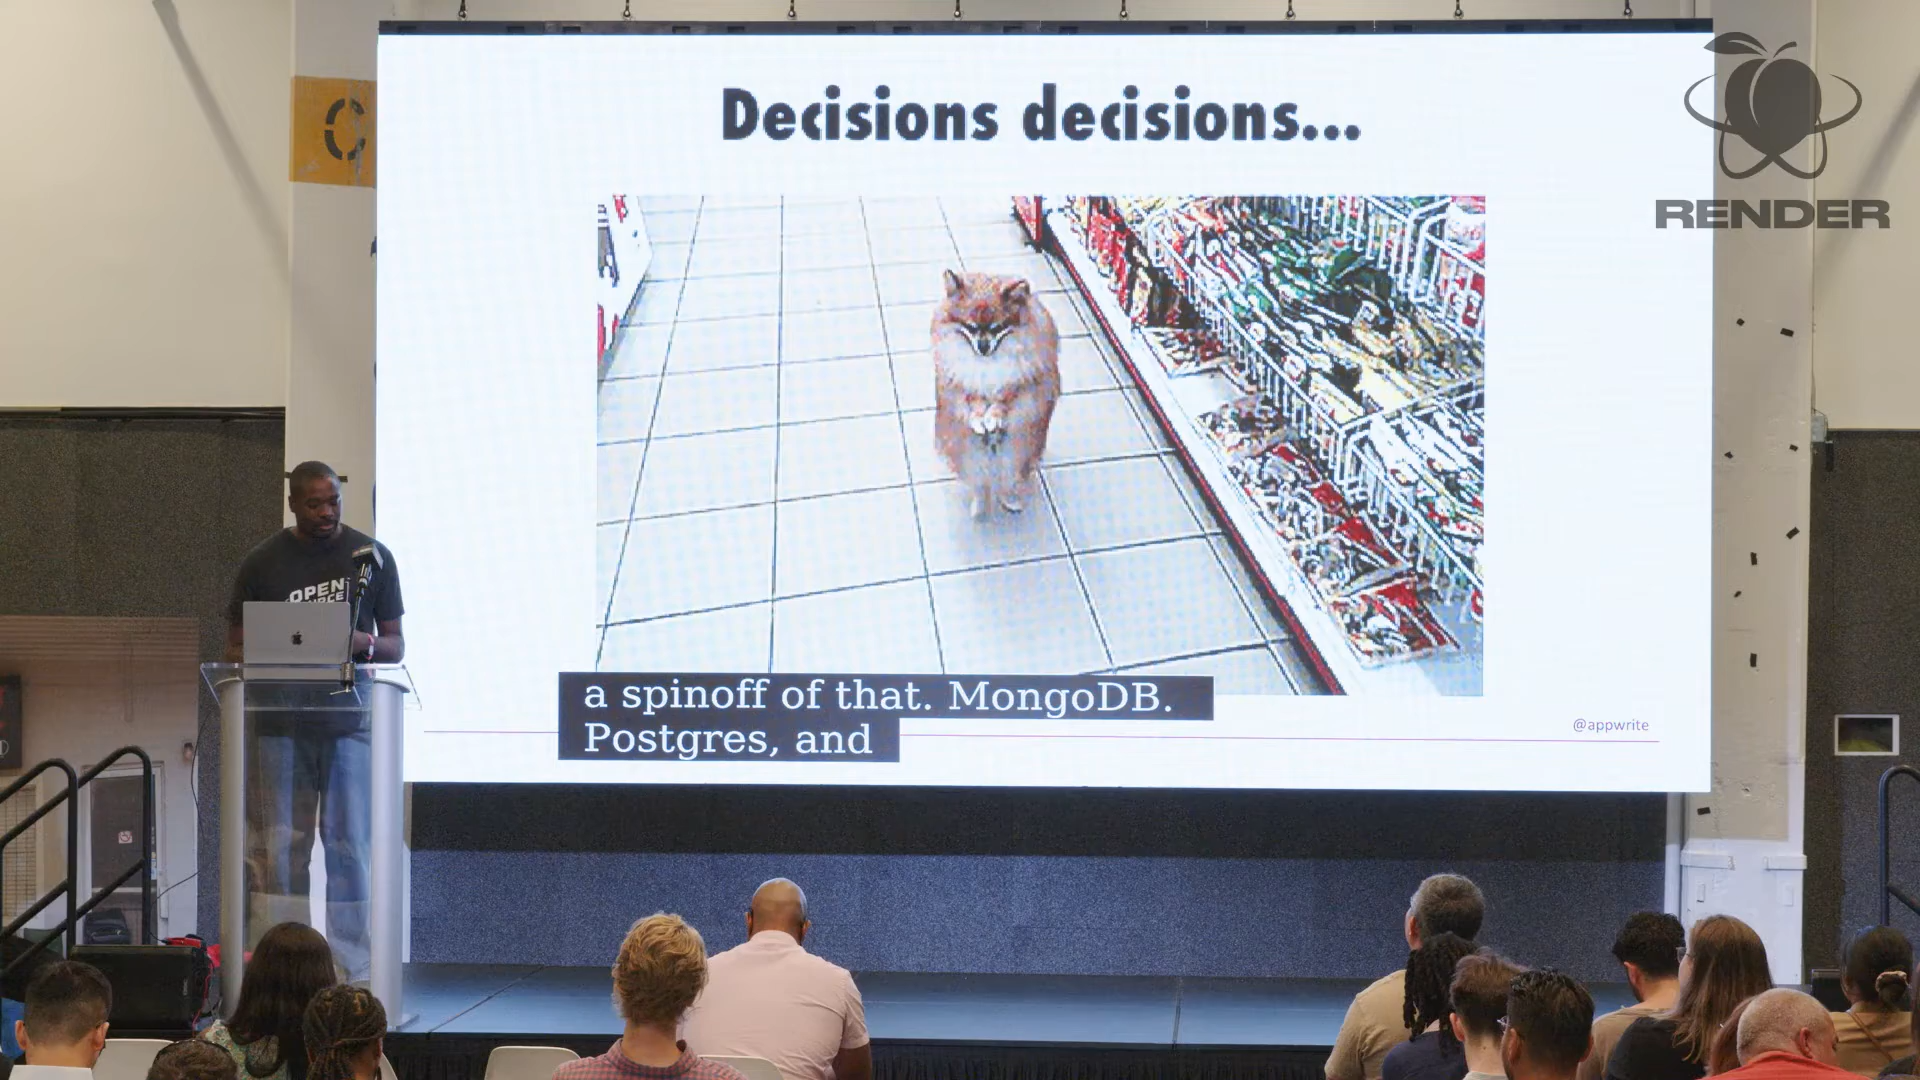 Decisions decisions...
RENDER
OPEN
a spinoff of that. MongoDB.
Postgres, and
@appwrite